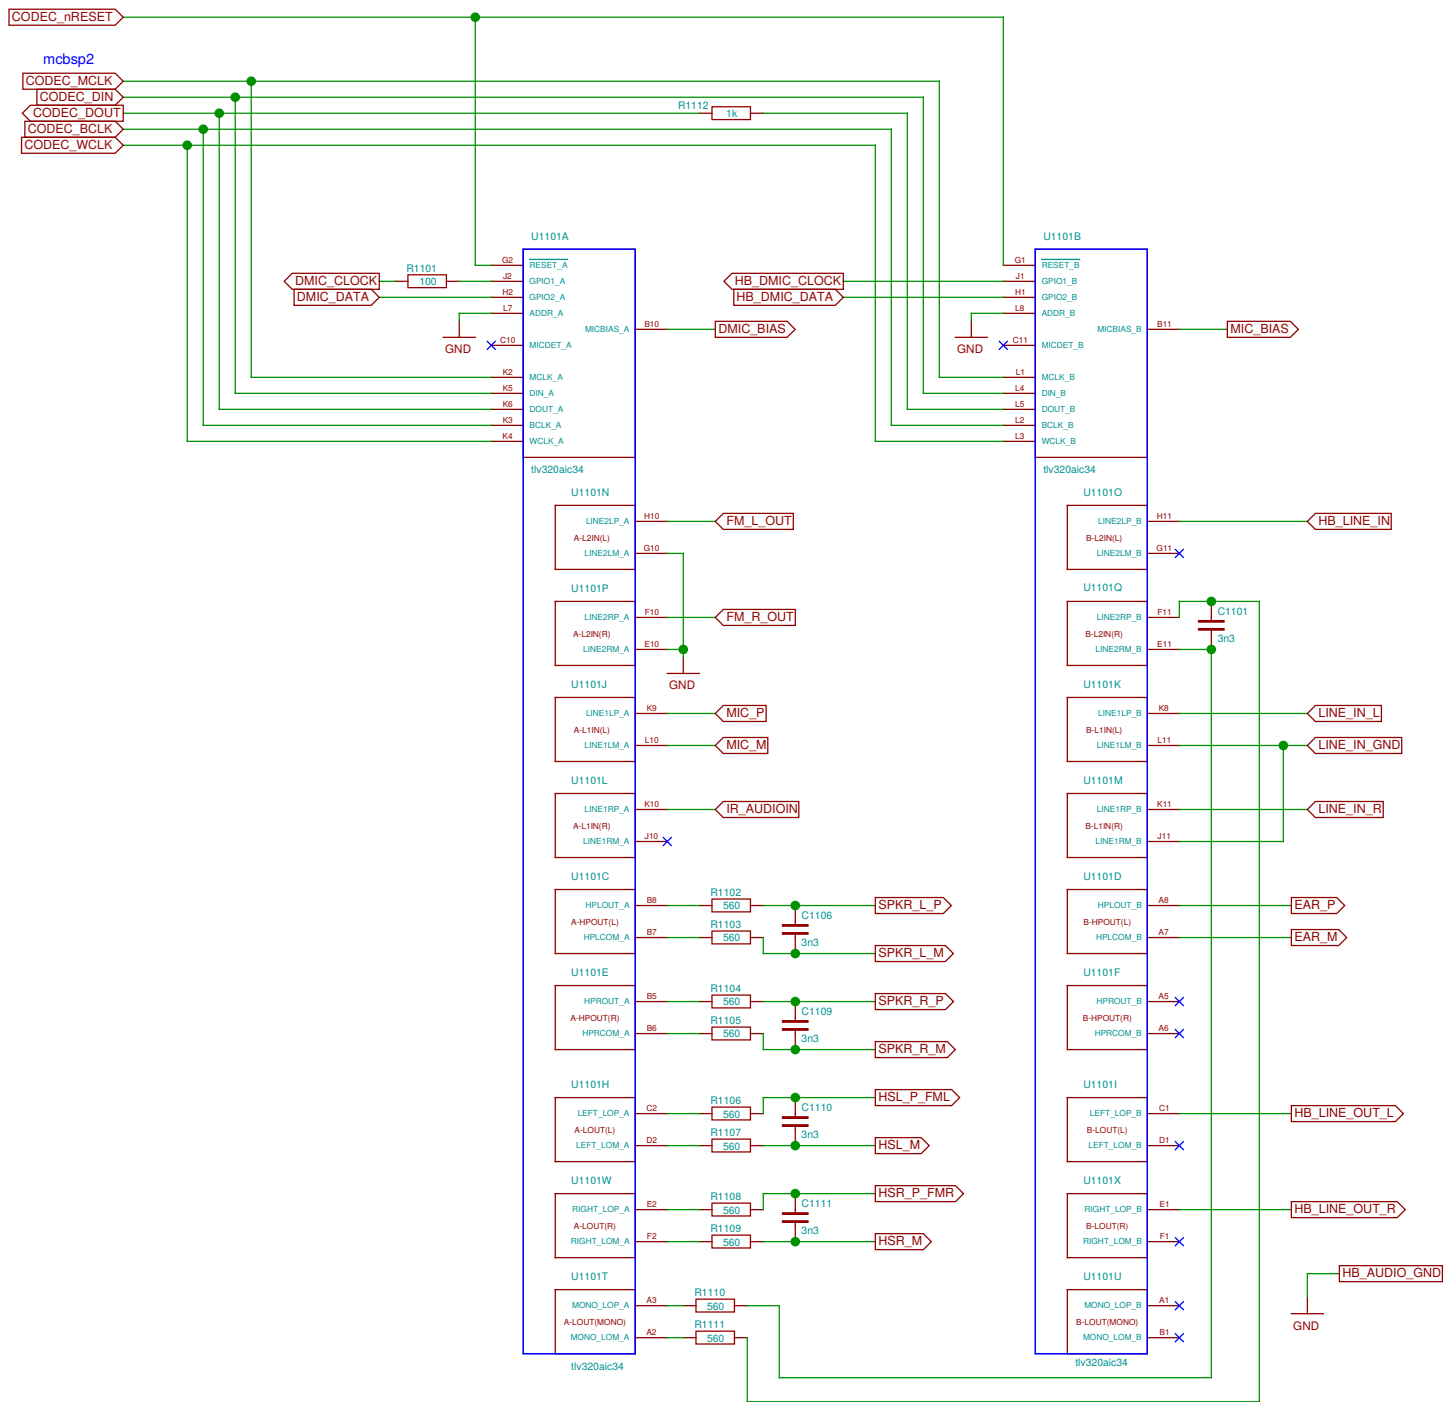 CODEC_nRESET
mcbsp2
CODEC_MCLK
CODEC_DIN
CODEC_DOUT
CODEC_BCLK
CODEC_WCLK
R1112
1k
U1101A
DMIC_CLOCK
R1101
100
DMIC_DATA
GND
G2 RESET_A
J2 GPIO1_A
H2 GPIO2_A
L7 ADDR_A
MICBIAS_A B10 DMIC_BIAS
C10 MICDET_A
K2 MCLK_A
K5 DIN_A
K6 DOUT_A
K3 BCLK_A
K4 WCLK_A
tlv320aic34
U1101N
LINE2LP_A H10 FM_L_OUT
A-L2IN(L)
LINE2LM_A G10
U1101P
LINE2RP_A F10 FM_R_OUT
A-L2IN(R)
LINE2RM_A E10
GND
U1101J
LINE1LP_A K9 MIC_P
A-L1IN(L)
LINE1LM_A L10 MIC_M
U1101L
LINE1RP_A K10 IR_AUDIOIN
A-L1IN(R)
LINE1RM_A J10
U1101C
HPLOUT_A B8 R1102 560 SPKR_L_P
A-HPOUT(L)
C1106 3n3
HPLCOM_A B7 R1103 560 SPKR_L_M
U1101E
HPROUT_A B5 R1104 560 SPKR_R_P
A-HPOUT(R)
C1109 3n3
HPRCOM_A B6 R1105 560 SPKR_R_M
U1101H
LEFT_LOP_A C2 R1106 560 HSL_P_FML
A-LOUT(L)
C1110 3n3
LEFT_LOM_A D2 R1107 560 HSL_M
U1101W
RIGHT_LOP_A E2 R1108 560 HSR_P_FMR
A-LOUT(R)
C1111 3n3
RIGHT_LOM_A F2 R1109 560 HSR_M
U1101T
MONO_LOP_A A3 R1110 560
A-LOUT(MONO)
MONO_LOM_A A2 R1111 560
tlv320aic34
U1101B
HB_DMIC_CLOCK
HB_DMIC_DATA
GND
G1 RESET_B
J1 GPIO1_B
H1 GPIO2_B
L8 ADDR_B
MICBIAS_B B11 MIC_BIAS
C11 MICDET_B
L1 MCLK_B
L4 DIN_B
L5 DOUT_B
L2 BCLK_B
L3 WCLK_B
tlv320aic34
U1101O
LINE2LP_B H11 HB_LINE_IN
B-L2IN(L)
LINE2LM_B G11
U1101Q
LINE2RP_B F11
C1101
B-L2IN(R)
3n3
LINE2RM_B E11
U1101K
LINE1LP_B K8 LINE_IN_L
B-L1IN(L)
LINE1LM_B L11 LINE_IN_GND
U1101M
LINE1RP_B K11 LINE_IN_R
B-L1IN(R)
LINE1RM_B J11
U1101D
HPLOUT_B A8 EAR_P
B-HPOUT(L)
HPLCOM_B A7 EAR_M
U1101F
HPROUT_B A5
B-HPOUT(R)
HPRCOM_B A6
U1101I
LEFT_LOP_B C1 HB_LINE_OUT_L
B-LOUT(L)
LEFT_LOM_B D1
U1101X
RIGHT_LOP_B E1 HB_LINE_OUT_R
B-LOUT(R)
RIGHT_LOM_B F1
U1101U
MONO_LOP_B A1
B-LOUT(MONO)
MONO_LOM_B B1
tlv320aic34
HB_AUDIO_GND
GND